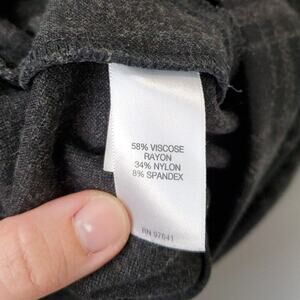 58% VISCOSE
RAYON
34% NYLON
8% SPANDEX
RN 97641